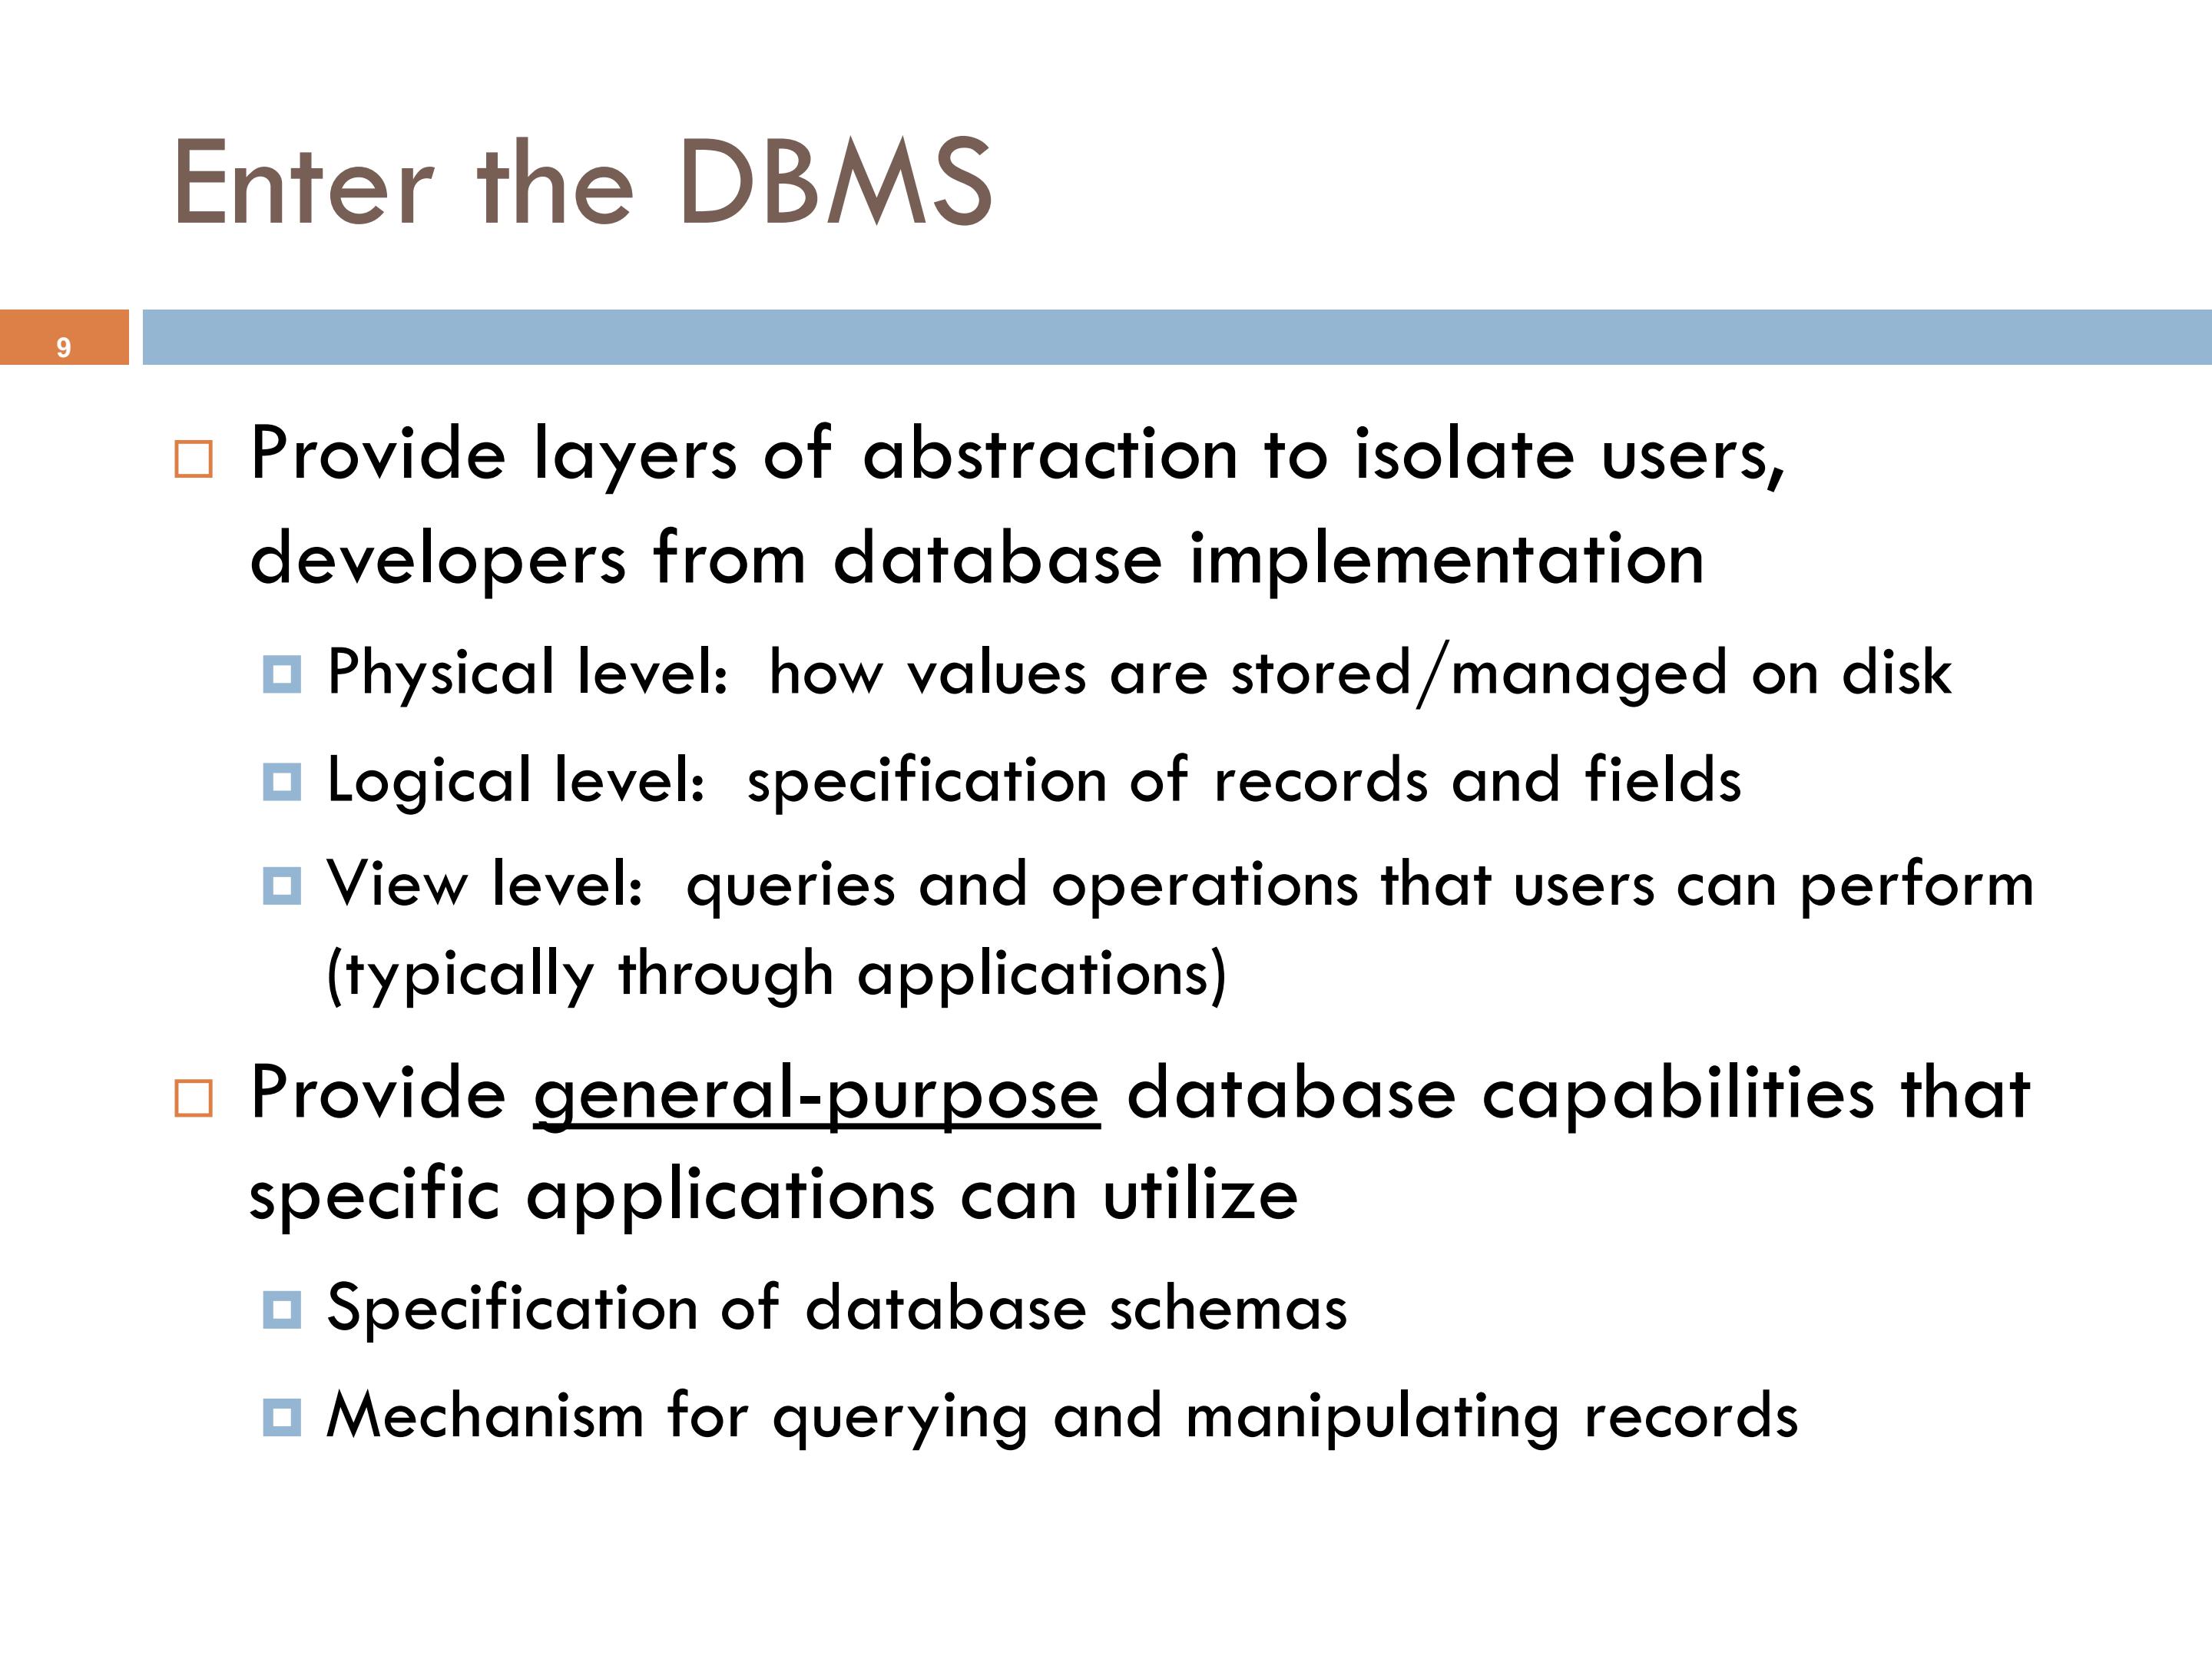 Enter the DBMS
9
Provide layers of abstraction to isolate users,
developers from database implementation
Physical level:  how values are stored/managed on disk
Logical level:  specification of records and fields
View level:  queries and operations that users can perform
(typically through applications)
Provide general-purpose database capabilities that
specific applications can utilize
Specification of database schemas
Mechanism for querying and manipulating records